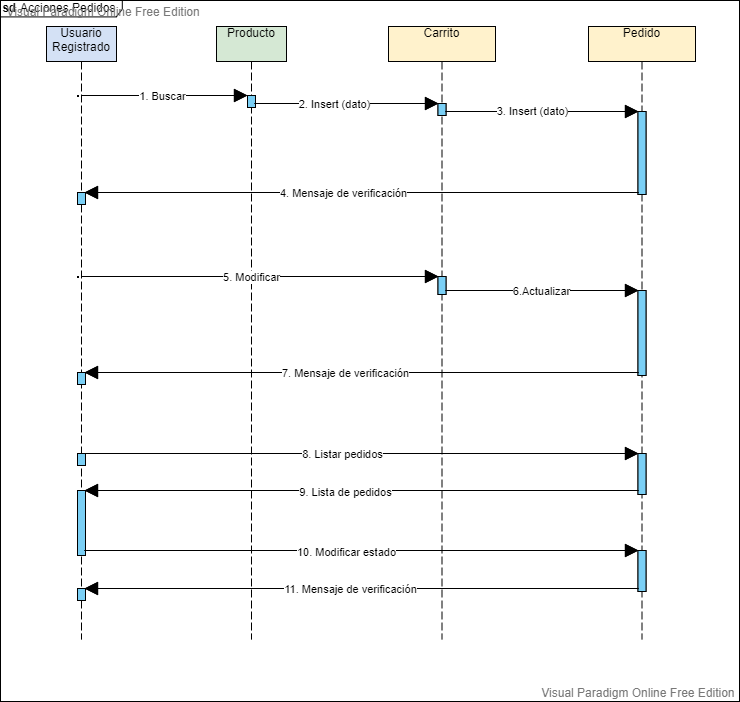 sd Acciones Pedidos
Visual Paradigm Online Free Edition
Usuario
Registrado
Producto
Carrito
Pedido
1. Buscar
2. Insert (dato)
3. Insert (dato)
4. Mensaje de verificación
5. Modificar
6.Actualizar
7. Mensaje de verificación
8. Listar pedidos
9. Lista de pedidos
10. Modificar estado
11. Mensaje de verificación
Visual Paradigm Online Free Edition